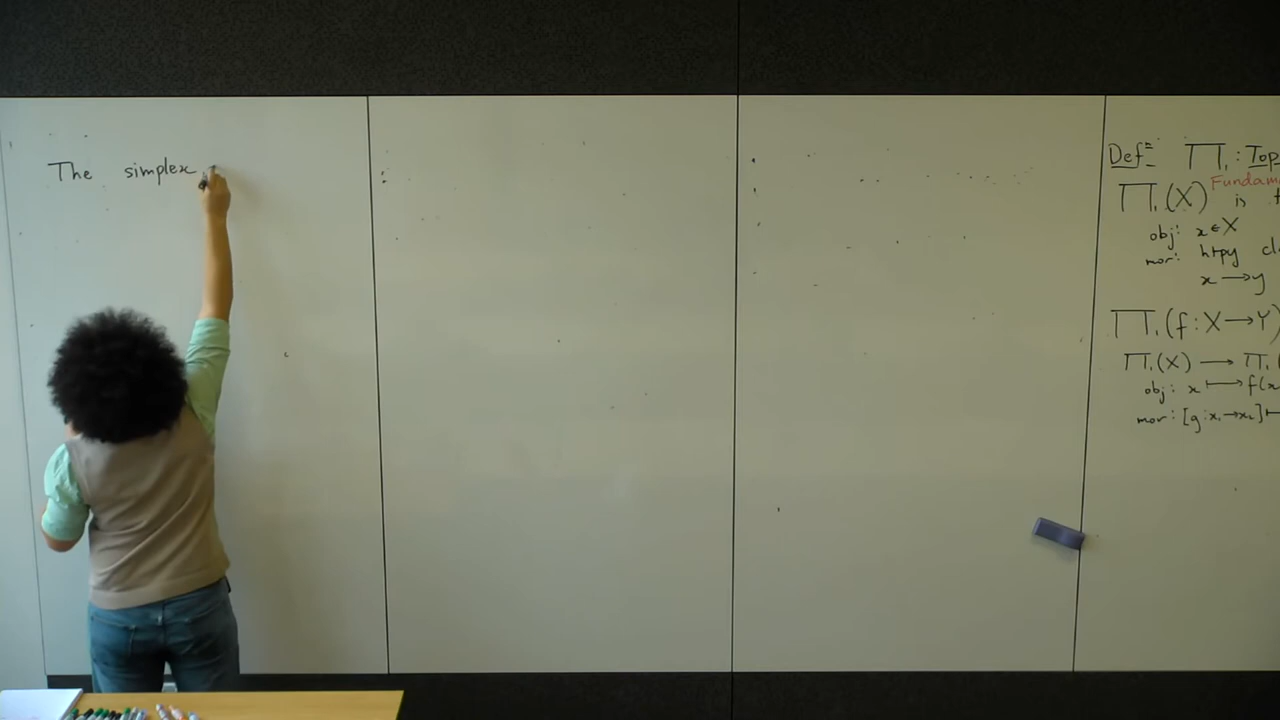 The simplex
Def: Π₁ : Top
Fundam
Π₁(X) is t
obj: x ∈ X
mor: htpy cl
x → y
Π₁(f : X → Y)
Π₁(X) → Π₁(
obj: x ↦ f(x
mor: [g : x₁ → x₂] ↦